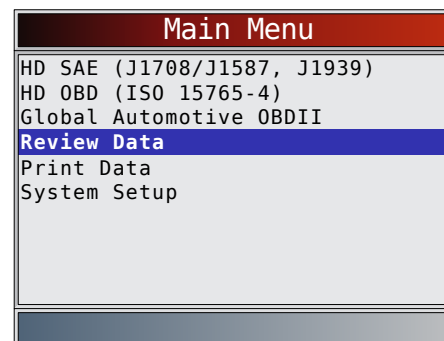 Main Menu
HD SAE (J1708/J1587, J1939)
HD OBD (ISO 15765-4)
Global Automotive OBDII
Review Data
Print Data
System Setup